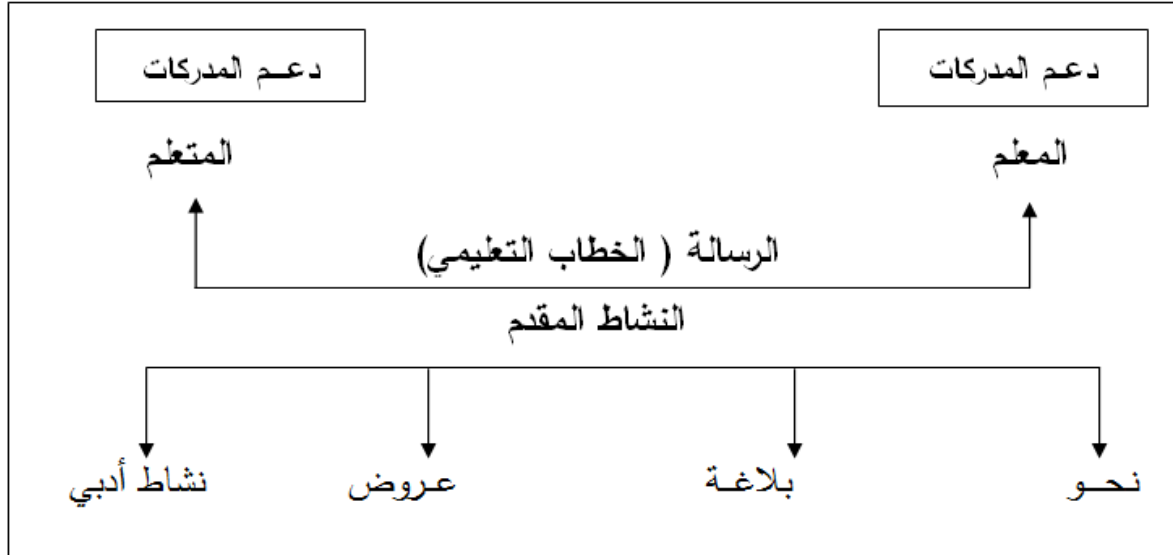 دعم المدركات
دعم المدركات
المعلم
المتعلم
الرسالة ( الخطاب التعليمي)
النشاط المقدم
نحو
بلاغة
عروض
نشاط أدبي